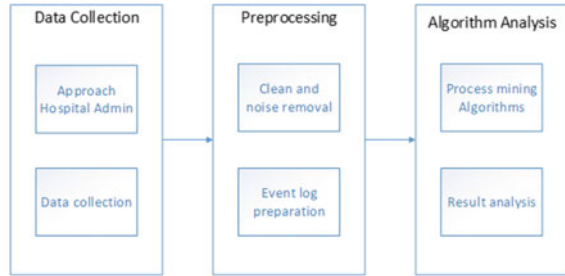 Data Collection
Approach
Hospital Admin
Data collection
Preprocessing
Clean and
noise removal
Event log
preparation
Algorithm Analysis
Process mining
Algorithms
Result analysis